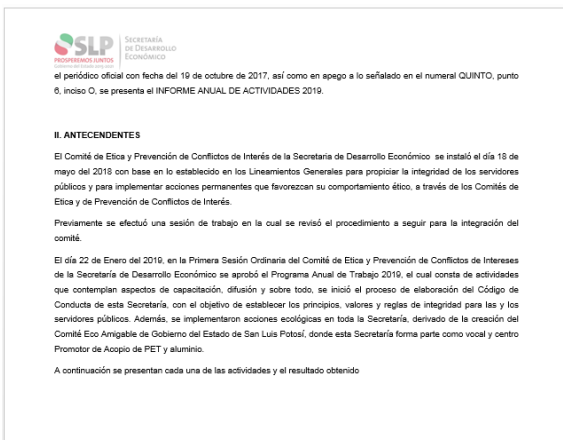 SLP
SECRETARÍA
DE DESARROLLO
ECONÓMICO
PROSPEREMOS JUNTOS
el periódico oficial con fecha del 19 de octubre de 2017, así como en apego a lo señalado en el numeral QUINTO, punto
6, inciso O, se presenta el INFORME ANUAL DE ACTIVIDADES 2019.
II. ANTECEDENTES
El Comité de Etica y Prevención de Conflictos de Interés de la Secretaria de Desarrollo Económico se instaló el día 18 de
mayo del 2018 con base en lo establecido en los Lineamientos Generales para propiciar la integridad de los servidores
públicos y para implementar acciones permanentes que favorezcan su comportamiento ético, a través de los Comités de
Etica y de Prevención de Conflictos de Interés.
Previamente se efectuó una sesión de trabajo en la cual se revisó el procedimiento a seguir para la integración del
comité.
El día 22 de Enero del 2019, en la Primera Sesión Ordinaria del Comité de Etica y Prevención de Conflictos de Intereses
de la Secretaría de Desarrollo Económico se aprobó el Programa Anual de Trabajo 2019, el cual consta de actividades
que contemplan aspectos de capacitación, difusión y sobre todo, se inició el proceso de elaboración del Código de
Conducta de esta Secretaría, con el objetivo de establecer los principios, valores y reglas de integridad para las y los
servidores públicos. Además, se implementaron acciones ecológicas en toda la Secretaría, derivado de la creación del
Comité Eco Amigable de Gobierno del Estado de San Luis Potosí, donde esta Secretaría forma parte como vocal y centro
Promotor de Acopio de PET y aluminio.
A continuación se presentan cada una de las actividades y el resultado obtenido